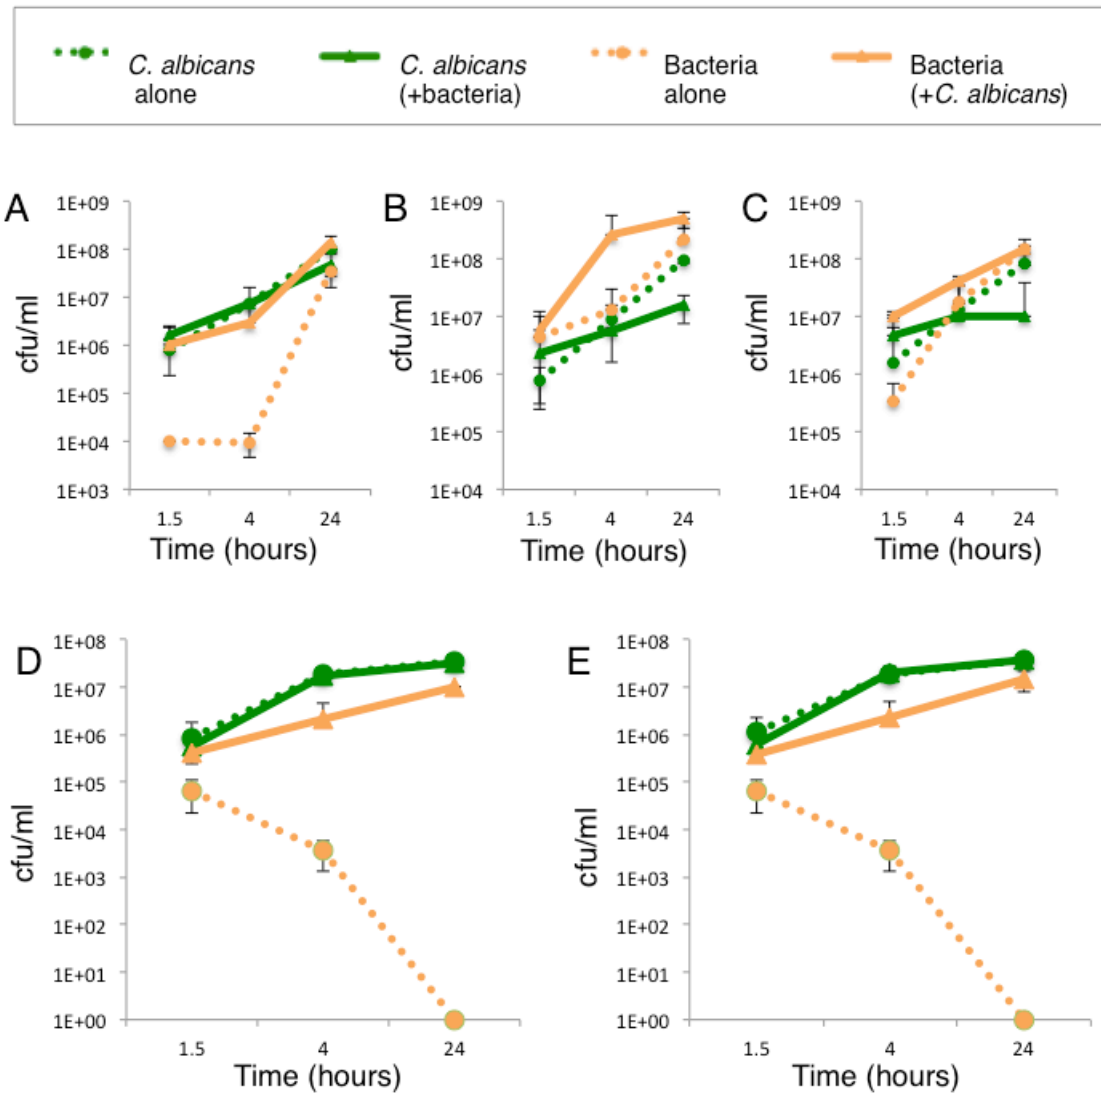 C. albicans alone
C. albicans (+bacteria)
Bacteria alone
Bacteria (+C. albicans)
A
1E+09
1E+08
1E+07
1E+06
1E+05
1E+04
1E+03
cfu/ml
1.5 4 24
Time (hours)
B
1E+09
1E+08
1E+07
1E+06
1E+05
1E+04
cfu/ml
1.5 4 24
Time (hours)
C
1E+09
1E+08
1E+07
1E+06
1E+05
1E+04
cfu/ml
1.5 4 24
Time (hours)
D
1E+08
1E+07
1E+06
1E+05
1E+04
1E+03
1E+02
1E+01
1E+00
cfu/ml
1.5 4 24
Time (hours)
E
1E+08
1E+07
1E+06
1E+05
1E+04
1E+03
1E+02
1E+01
1E+00
cfu/ml
1.5 4 24
Time (hours)